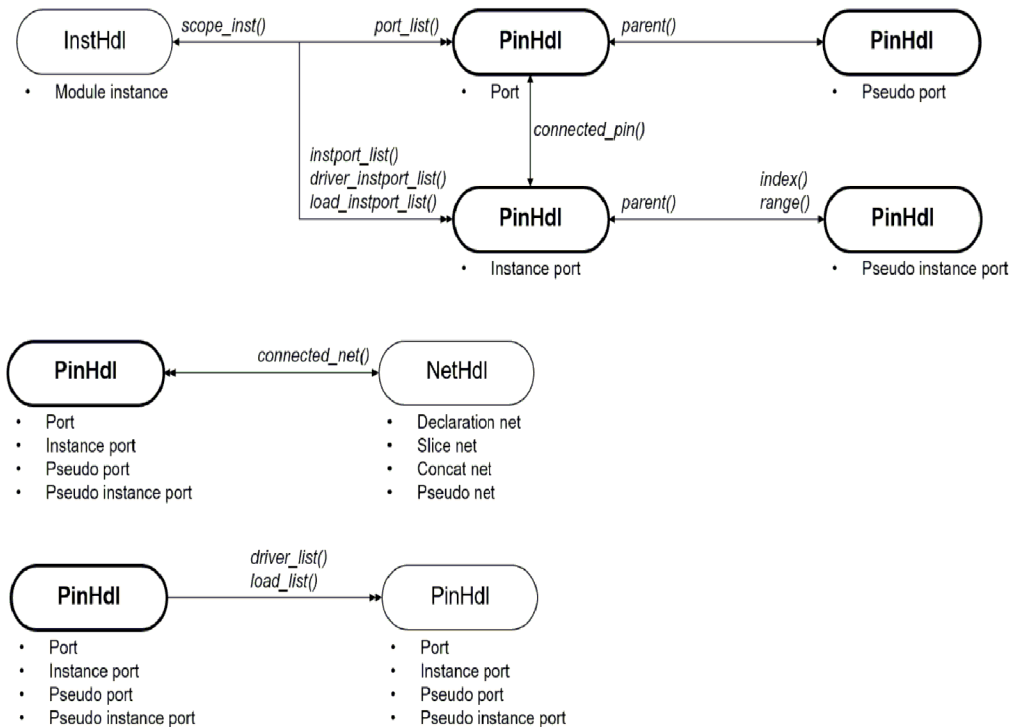 InstHdl
scope_inst()
port_list()
PinHdl
parent()
PinHdl
• Module instance
• Port
• Pseudo port
connected_pin()
instport_list()
driver_instport_list()
load_instport_list()
PinHdl
parent()
index()
range()
PinHdl
• Instance port
• Pseudo instance port
PinHdl
connected_net()
NetHdl
• Port
• Instance port
• Pseudo port
• Pseudo instance port
• Declaration net
• Slice net
• Concat net
• Pseudo net
PinHdl
driver_list()
load_list()
PinHdl
• Port
• Instance port
• Pseudo port
• Pseudo instance port
• Port
• Instance port
• Pseudo port
• Pseudo instance port